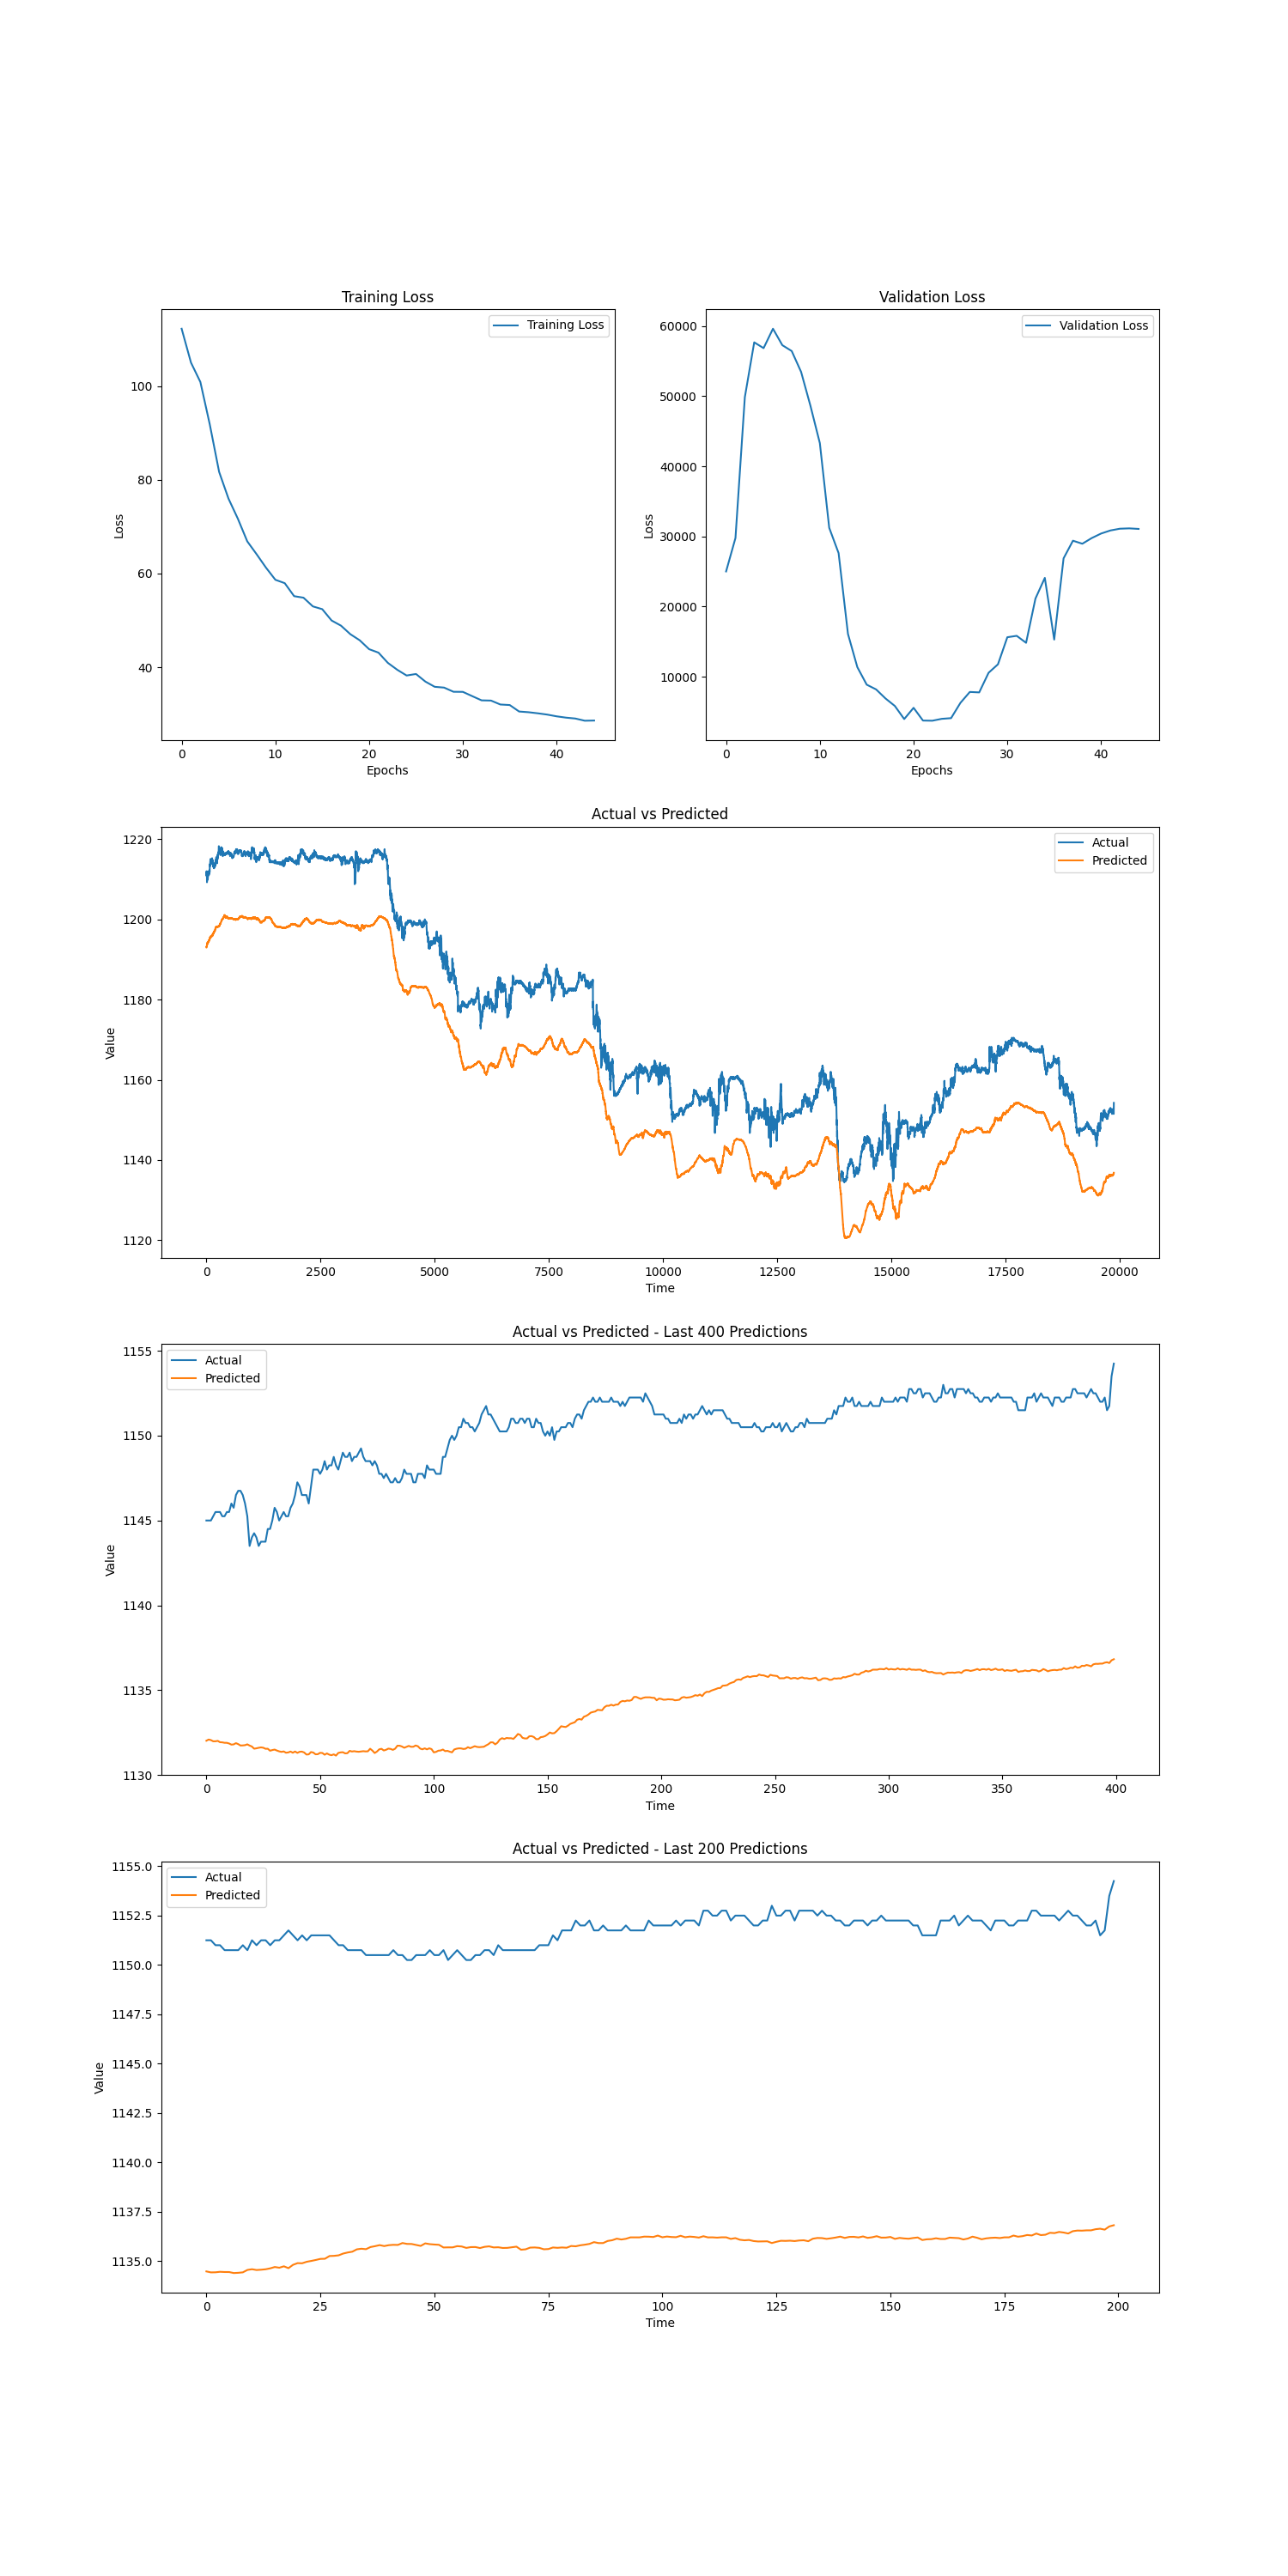 Training Loss
Training Loss
100
80
60
40
Loss
0 10 20 30 40
Epochs
Validation Loss
Validation Loss
60000
50000
40000
30000
20000
10000
Loss
0 10 20 30 40
Epochs
Actual vs Predicted
Actual
Predicted
1220
1200
1180
1160
1140
1120
Value
0 2500 5000 7500 10000 12500 15000 17500 20000
Time
Actual vs Predicted - Last 400 Predictions
Actual
Predicted
1155
1150
1145
1140
1135
1130
Value
0 50 100 150 200 250 300 350 400
Time
Actual vs Predicted - Last 200 Predictions
Actual
Predicted
1155.0
1152.5
1150.0
1147.5
1145.0
1142.5
1140.0
1137.5
1135.0
Value
0 25 50 75 100 125 150 175 200
Time